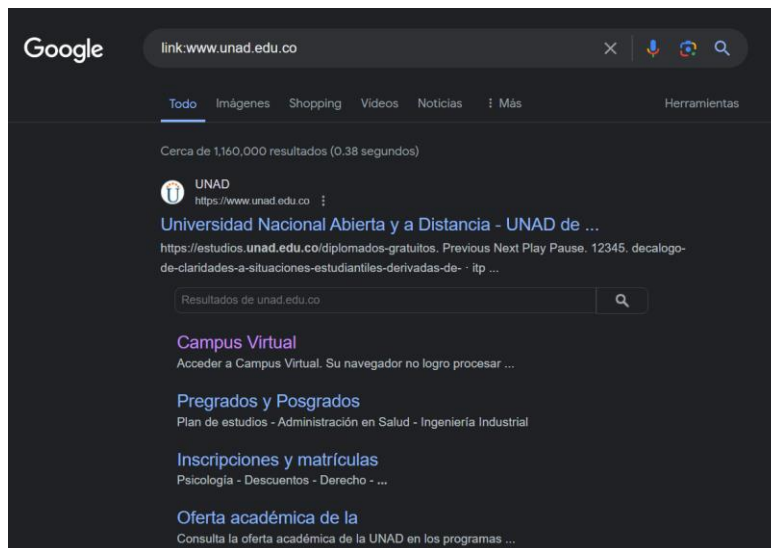 Google
link:www.unad.edu.co
Todo Imágenes Shopping Videos Noticias Más Herramientas
Cerca de 1,160,000 resultados (0.38 segundos)
UNAD
https://www.unad.edu.co
Universidad Nacional Abierta y a Distancia - UNAD de ...
https://estudios.unad.edu.co/diplomados-gratuitos. Previous Next Play Pause. 12345. decalogo-
de-claridades-a-situaciones-estudiantiles-derivadas-de- · itp ...
Resultados de unad.edu.co
Campus Virtual
Acceder a Campus Virtual. Su navegador no logro procesar ...
Pregrados y Posgrados
Plan de estudios - Administración en Salud - Ingeniería Industrial
Inscripciones y matrículas
Psicología - Descuentos - Derecho - ...
Oferta académica de la
Consulta la oferta académica de la UNAD en los programas ...